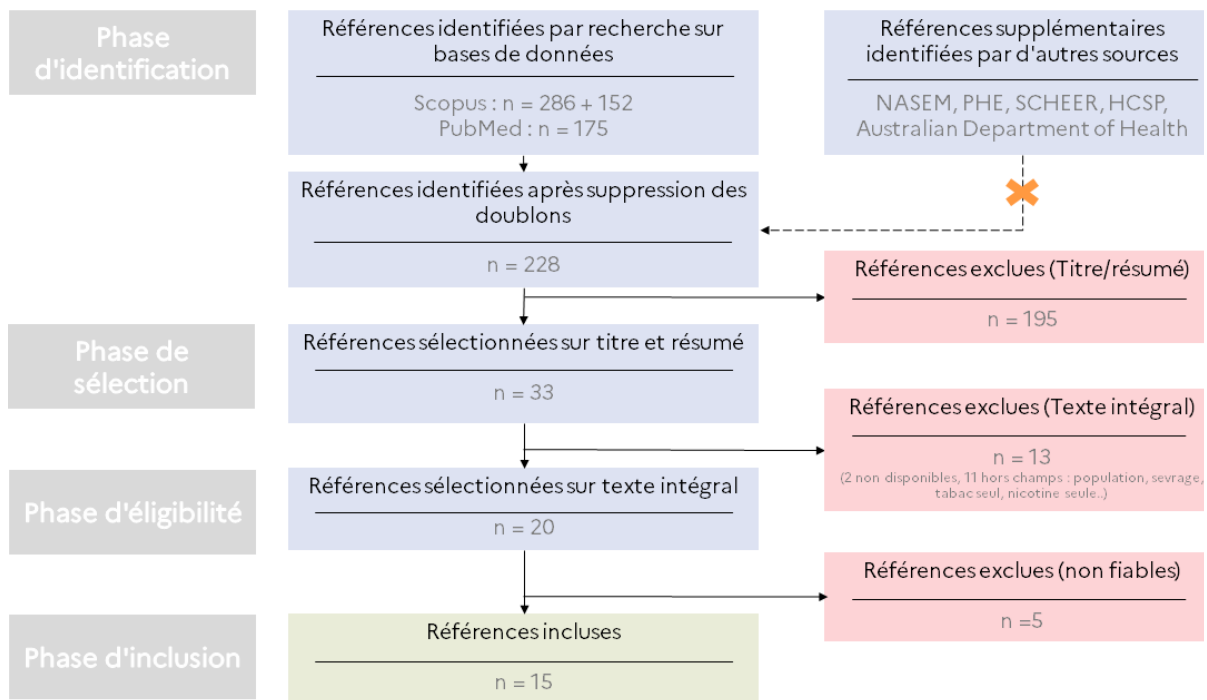 Phase
d'identification
Références identifiées par recherche sur
bases de données
Scopus : n = 286 + 152
PubMed : n = 175
Références supplémentaires
identifiées par d'autres sources
NASEM, PHE, SCHEER, HCSP,
Australian Department of Health
Références identifiées après suppression des
doublons
n = 228
Références exclues (Titre/résumé)
n = 195
Phase de
sélection
Références sélectionnées sur titre et résumé
n = 33
Références exclues (Texte intégral)
n = 13
(2 non disponibles, 11 hors champs : population, sevrage,
tabac seul, nicotine seule..)
Phase d'éligibilité
Références sélectionnées sur texte intégral
n = 20
Références exclues (non fiables)
n =5
Phase d'inclusion
Références incluses
n = 15